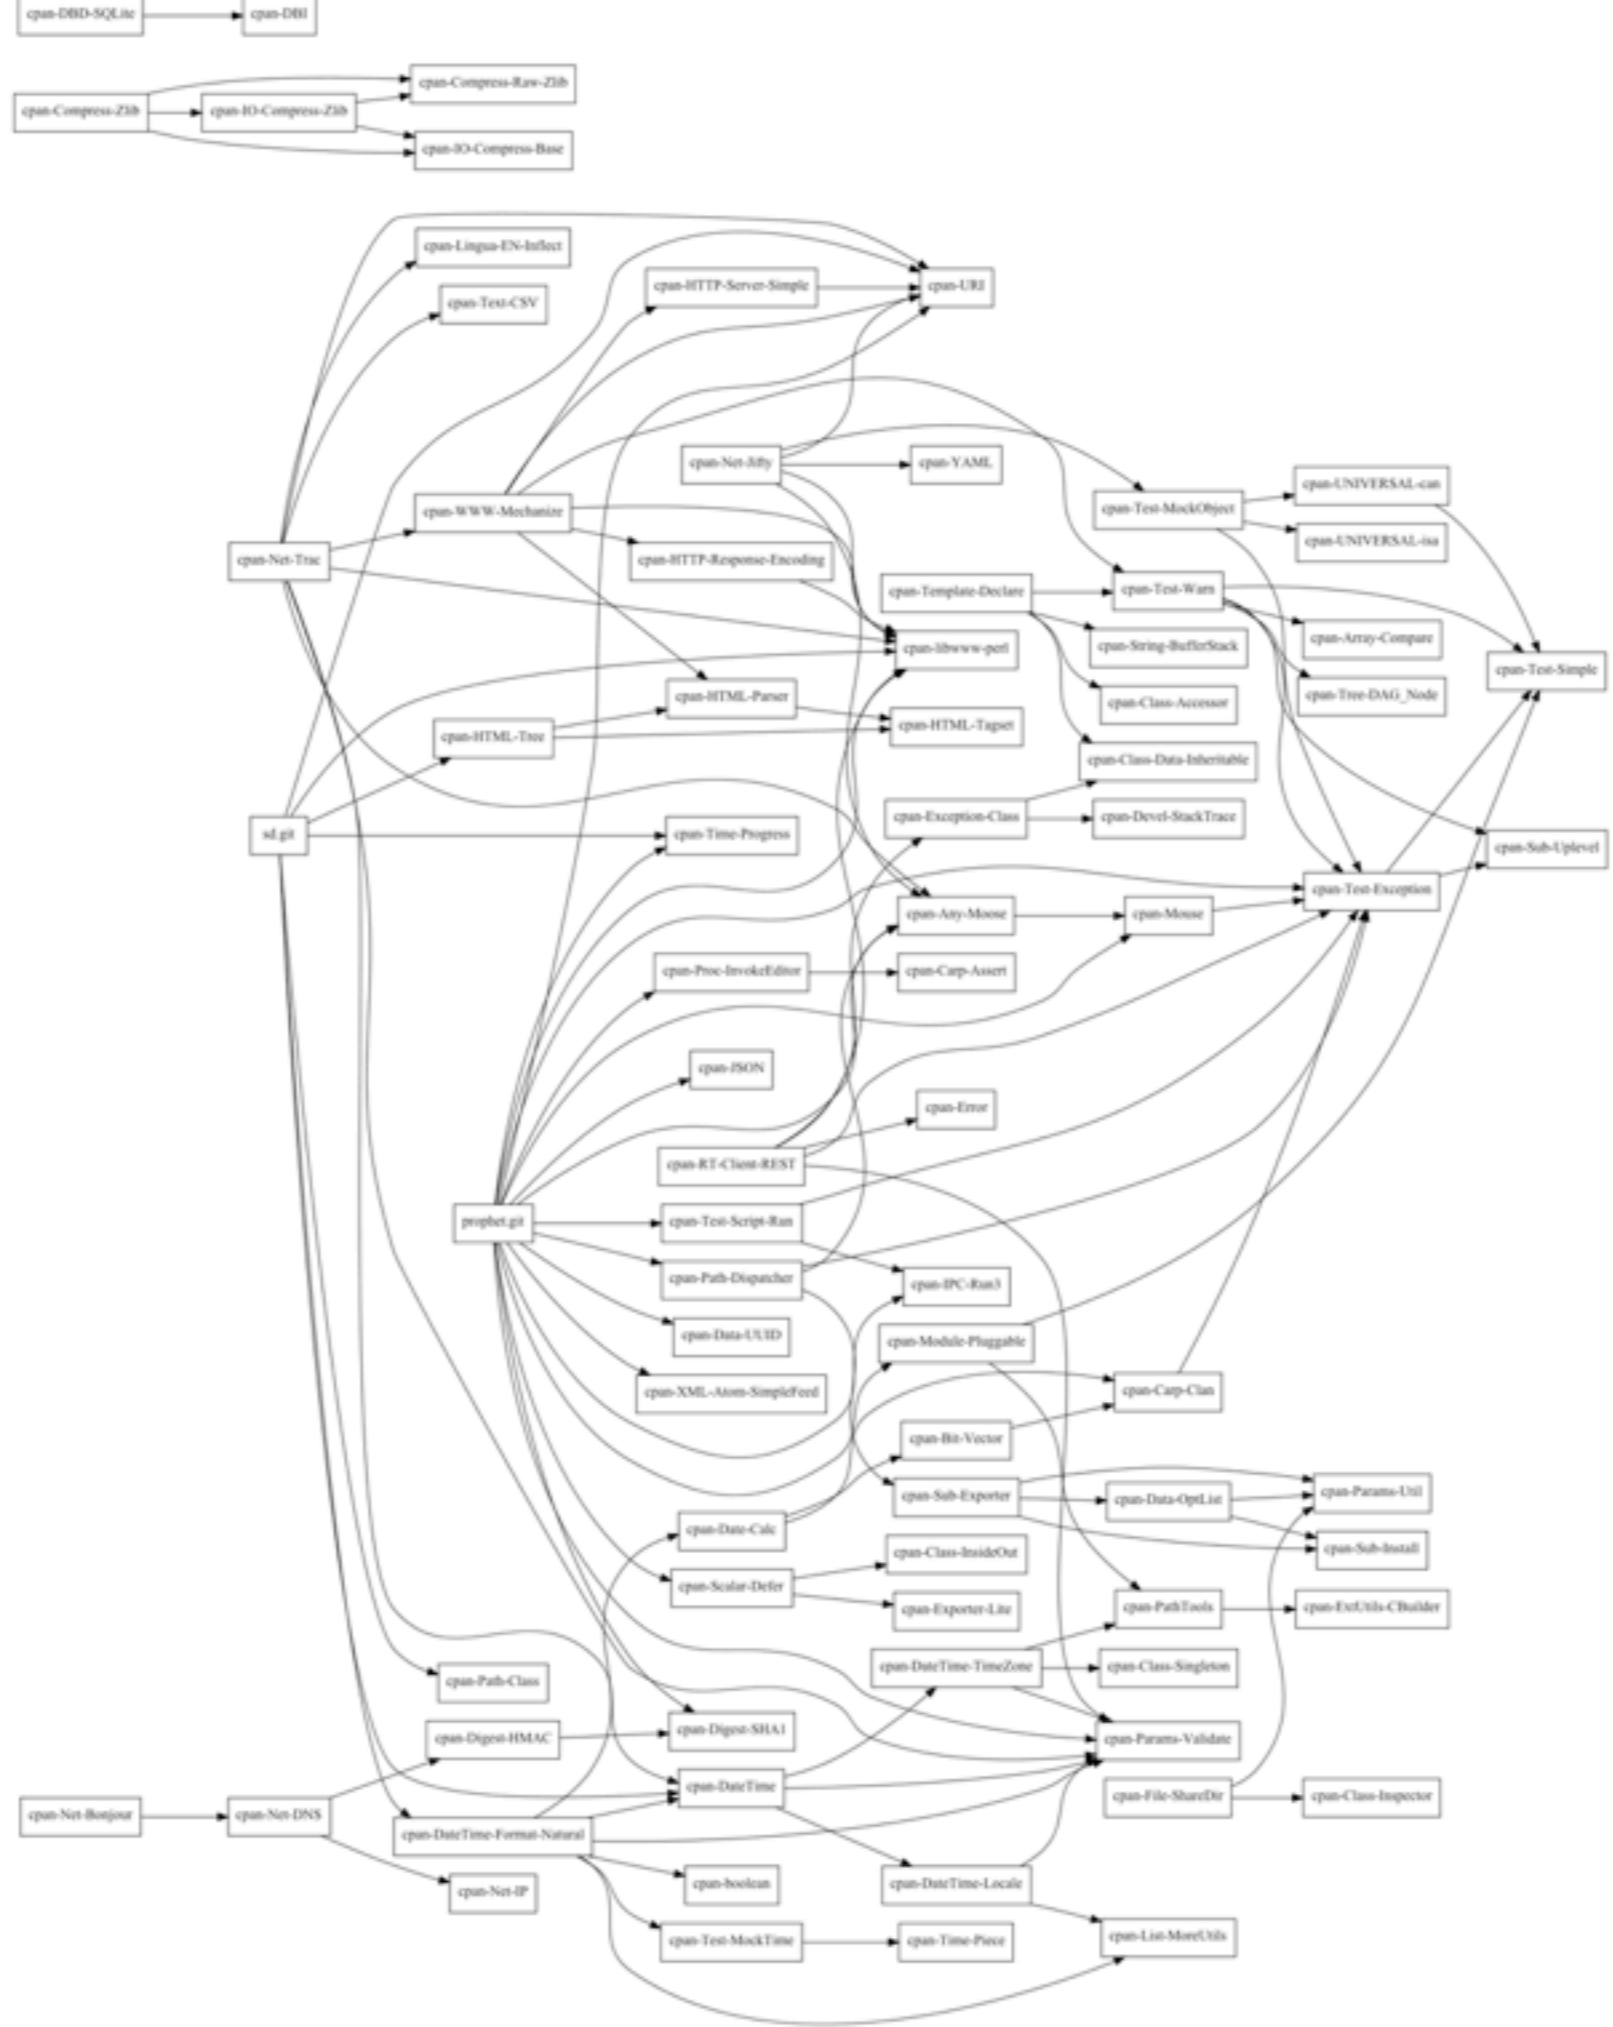 cpan-DBD-SQLite
cpan-DBI
cpan-Compress-Raw-Zlib
cpan-Compress-Zlib
cpan-IO-Compress-Zlib
cpan-IO-Compress-Base
cpan-Lingua-EN-Inflect
cpan-HTTP-Server-Simple
cpan-URI
cpan-Text-CSV
cpan-Net-Jifty
cpan-YAML
cpan-UNIVERSAL-can
cpan-WWW-Mechanize
cpan-Test-MockObject
cpan-UNIVERSAL-isa
cpan-Net-Trac
cpan-HTTP-Response-Encoding
cpan-Template-Declare
cpan-Test-Warn
cpan-Array-Compare
cpan-String-BufferStack
cpan-libwww-perl
cpan-Test-Simple
cpan-HTML-Parser
cpan-Tree-DAG_Node
cpan-Class-Accessor
cpan-HTML-Tagset
cpan-HTML-Tree
cpan-Class-Data-Inheritable
cpan-Exception-Class
cpan-Devel-StackTrace
sd.git
cpan-Time-Progress
cpan-Sub-Uplevel
cpan-Test-Exception
cpan-Any-Moose
cpan-Mouse
cpan-Proc-InvokeEditor
cpan-Carp-Assert
cpan-JSON
cpan-Error
cpan-RT-Client-REST
prophet.git
cpan-Test-Script-Run
cpan-Path-Dispatcher
cpan-IPC-Run3
cpan-Data-UUID
cpan-Module-Pluggable
cpan-XML-Atom-SimpleFeed
cpan-Carp-Clan
cpan-Bit-Vector
cpan-Sub-Exporter
cpan-Data-OptList
cpan-Params-Util
cpan-Date-Calc
cpan-Class-InsideOut
cpan-Sub-Install
cpan-Scalar-Defer
cpan-Exporter-Lite
cpan-PathTools
cpan-ExtUtils-CBuilder
cpan-DateTime-TimeZone
cpan-Class-Singleton
cpan-Path-Class
cpan-Digest-HMAC
cpan-Digest-SHA1
cpan-Params-Validate
cpan-DateTime
cpan-File-ShareDir
cpan-Class-Inspector
cpan-Net-Bonjour
cpan-Net-DNS
cpan-DateTime-Format-Natural
cpan-Net-IP
cpan-boolean
cpan-DateTime-Locale
cpan-Test-MockTime
cpan-Time-Piece
cpan-List-MoreUtils